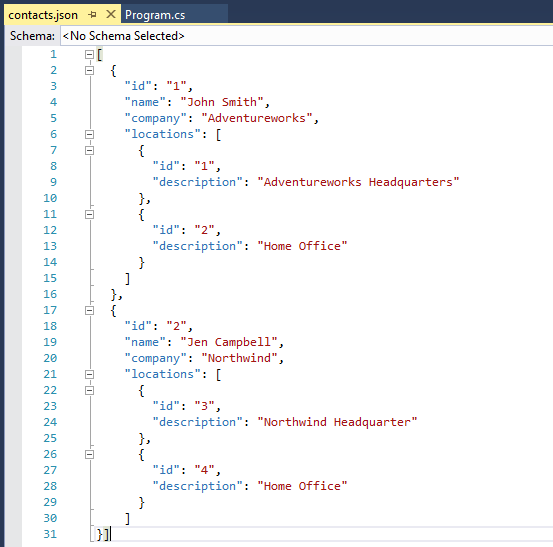 contacts.json Program.cs
Schema: <No Schema Selected>
1 [
2 {
3 "id": "1",
4 "name": "John Smith",
5 "company": "Adventureworks",
6 "locations": [
7 {
8 "id": "1",
9 "description": "Adventureworks Headquarters"
10 },
11 {
12 "id": "2",
13 "description": "Home Office"
14 }
15 ]
16 },
17 {
18 "id": "2",
19 "name": "Jen Campbell",
20 "company": "Northwind",
21 "locations": [
22 {
23 "id": "3",
24 "description": "Northwind Headquarter"
25 },
26 {
27 "id": "4",
28 "description": "Home Office"
29 }
30 ]
31 }]